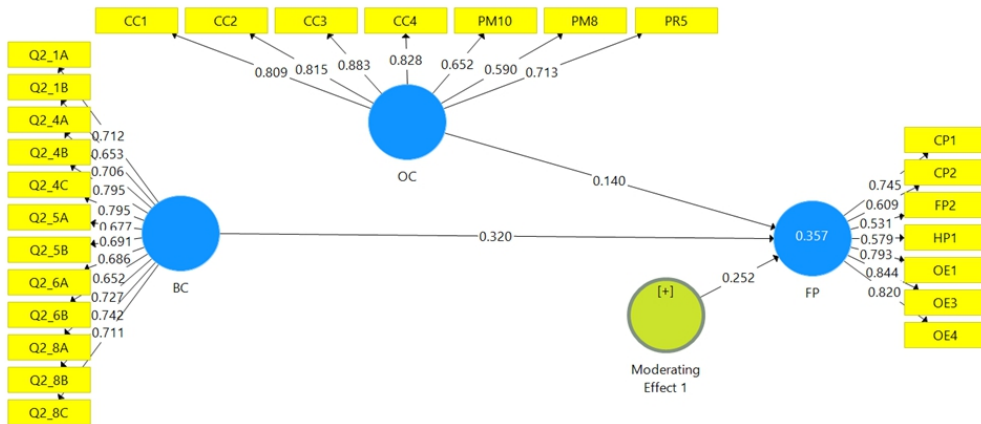 CC1 CC2 CC3 CC4 PM10 PM8 PR5
0.809 0.815 0.883 0.828 0.652 0.590 0.713
OC
Q2_1A
Q2_1B
Q2_4A
Q2_4B
Q2_4C
Q2_5A
Q2_5B
Q2_6A
Q2_6B
Q2_8A
Q2_8B
Q2_8C
0.712
0.653
0.706
0.795
0.795
0.677
0.691
0.686
0.652
0.727
0.742
0.711
BC
0.140
0.320
0.252
[+]
Moderating
Effect 1
0.357
FP
0.745
0.609
0.531
0.579
0.793
0.844
0.820
CP1
CP2
FP2
HP1
OE1
OE3
OE4